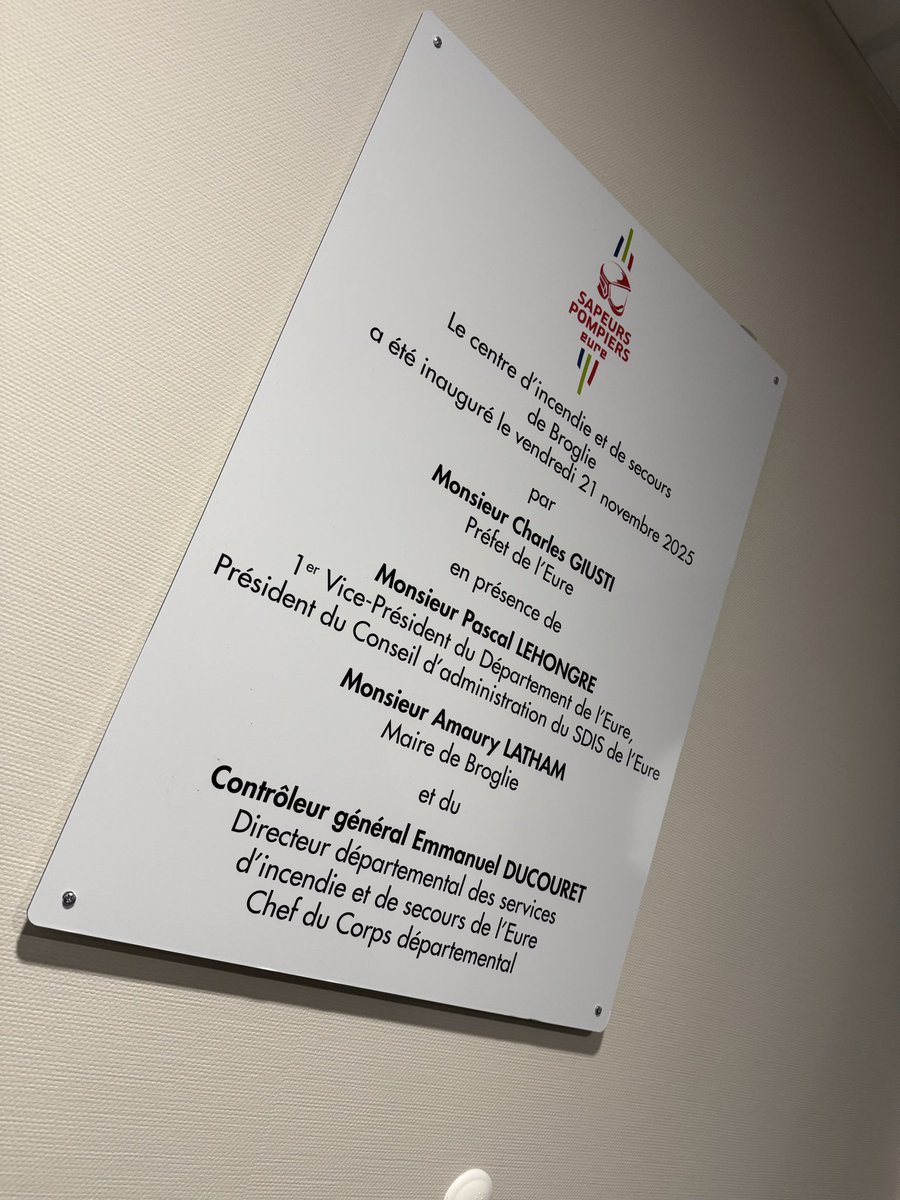 SAPEURS
POMPIERS
eure
Le centre d'incendie et de secours
de Broglie
a été inauguré le vendredi 21 novembre 2025
par
Monsieur Charles GIUSTI
Préfet de l'Eure
en présence de
Monsieur Pascal LEHONGRE
1er Vice-Président du Département de l'Eure,
Président du Conseil d'administration du SDIS de l'Eure
Monsieur Amaury LATHAM
Maire de Broglie
et du
Contrôleur général Emmanuel DUCOURET
Directeur départemental des services
d'incendie et de secours de l'Eure
Chef du Corps départemental